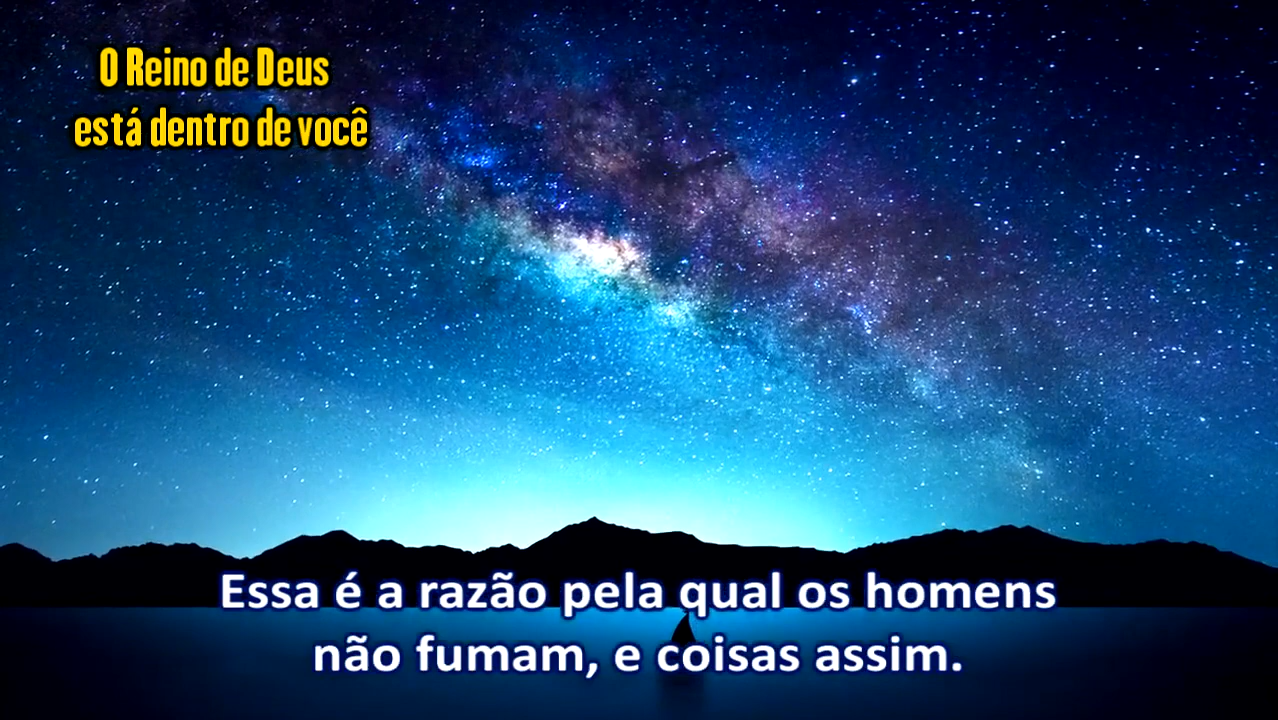 O Reino de Deus
está dentro de você
Essa é a razão pela qual os homens
não fumam, e coisas assim.